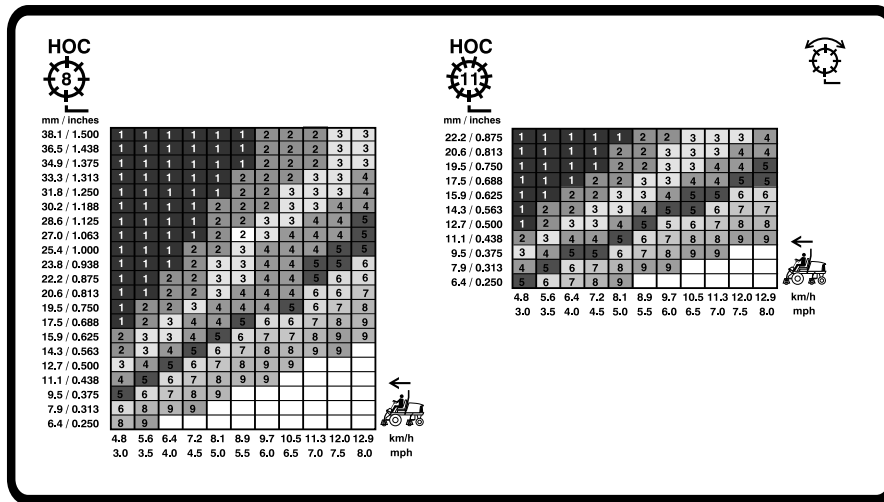 HOC
8
mm / inches
38.1 / 1.500 1 1 1 1 1 1 2 2 2 3 3
36.5 / 1.438 1 1 1 1 1 1 2 2 2 3 3
34.9 / 1.375 1 1 1 1 1 1 2 2 2 3 3
33.3 / 1.313 1 1 1 1 1 2 2 2 3 3 4
31.8 / 1.250 1 1 1 1 1 2 2 3 3 3 4
30.2 / 1.188 1 1 1 1 2 2 2 3 3 4 4
28.6 / 1.125 1 1 1 1 2 2 3 3 4 4 5
27.0 / 1.063 1 1 1 1 2 2 3 3 4 4 5
25.4 / 1.000 1 1 1 2 2 3 4 4 4 5 5
23.8 / 0.938 1 1 1 2 3 3 4 4 5 5 6
22.2 / 0.875 1 1 2 2 3 3 4 4 5 6 6
20.6 / 0.813 1 1 2 2 3 4 4 4 6 6 7
19.5 / 0.750 1 2 2 3 4 4 4 5 6 7 8
17.5 / 0.688 1 2 3 4 4 5 6 6 7 8 9
15.9 / 0.625 2 3 3 4 5 6 7 7 8 9 9
14.3 / 0.563 2 3 4 5 6 7 7 8 9 9
12.7 / 0.500 3 4 5 6 7 8 9 9
11.1 / 0.438 4 5 6 7 8 9 9
9.5 / 0.375 5 6 7 8 9
7.9 / 0.313 6 8 9 9
6.4 / 0.250 8 9
4.8 5.6 6.4 7.2 8.1 8.9 9.7 10.5 11.3 12.0 12.9 km/h
3.0 3.5 4.0 4.5 5.0 5.5 6.0 6.5 7.0 7.5 8.0 mph
HOC
11
mm / inches
22.2 / 0.875 1 1 1 1 1 2 2 3 3 3 4
20.6 / 0.813 1 1 1 1 2 2 3 3 3 4 4
19.5 / 0.750 1 1 1 1 2 2 3 3 4 4 5
17.5 / 0.688 1 1 1 2 2 3 3 4 4 5 5
15.9 / 0.625 1 1 2 2 3 3 4 5 5 6 6
14.3 / 0.563 1 2 2 3 3 4 5 5 6 7 7
12.7 / 0.500 1 2 3 3 4 5 5 6 7 8 8
11.1 / 0.438 2 3 4 4 5 6 7 8 8 9 9
9.5 / 0.375 3 4 5 5 6 7 8 9 9
7.9 / 0.313 4 5 6 7 8 9 9
6.4 / 0.250 5 6 7 8 9
4.8 5.6 6.4 7.2 8.1 8.9 9.7 10.5 11.3 12.0 12.9 km/h
3.0 3.5 4.0 4.5 5.0 5.5 6.0 6.5 7.0 7.5 8.0 mph